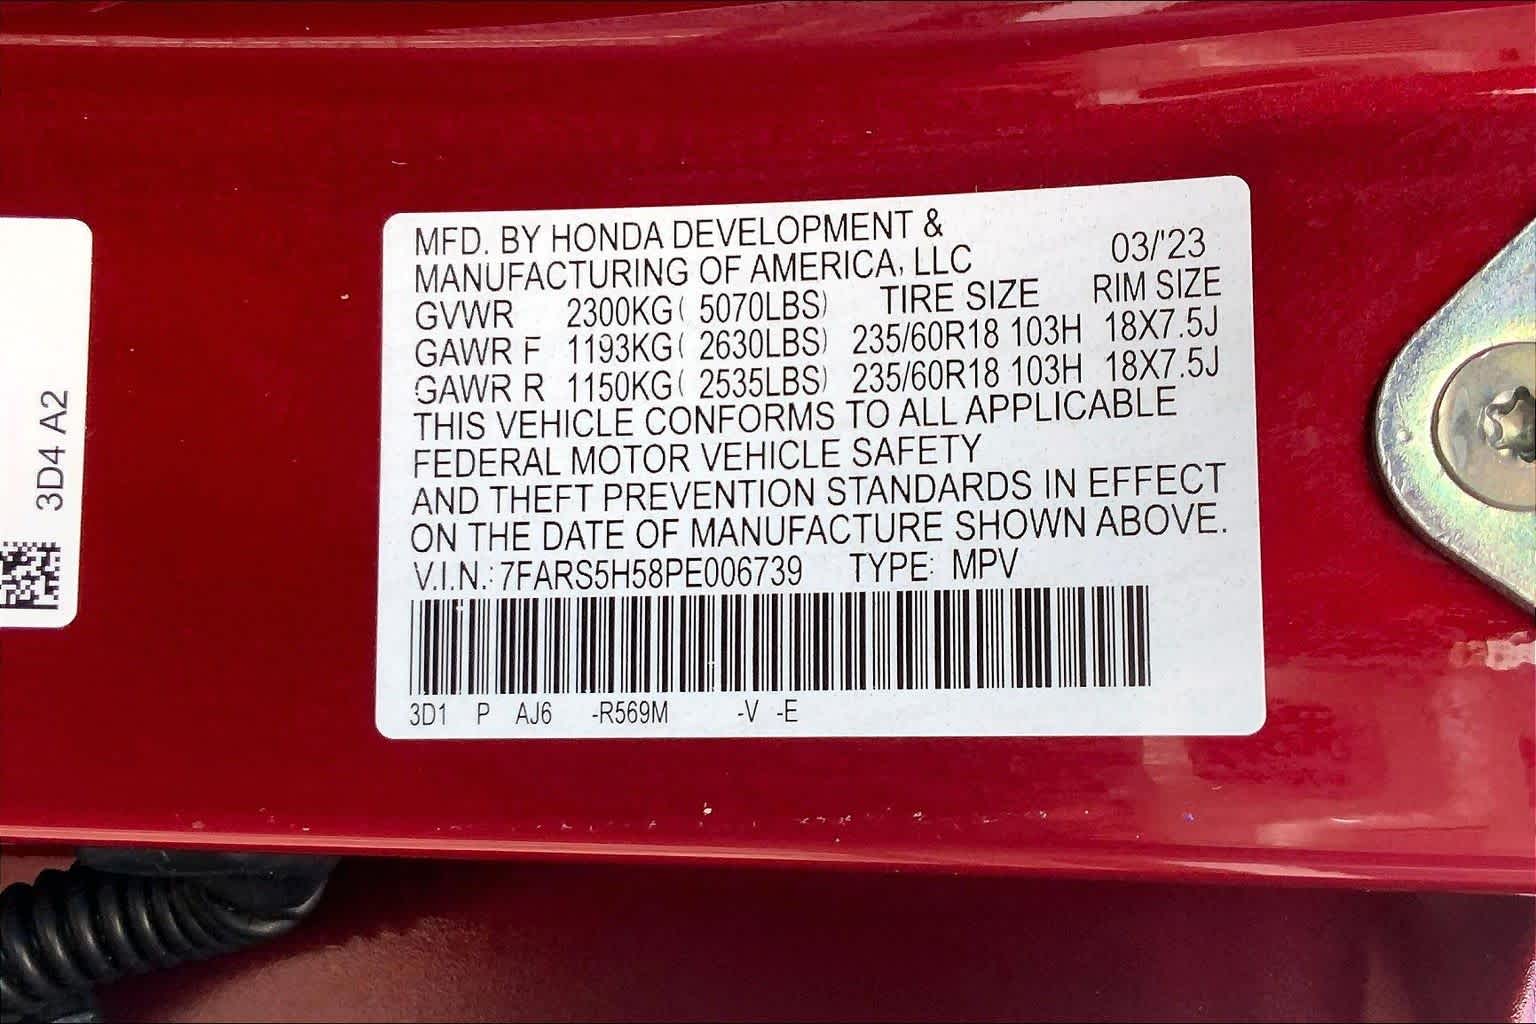 MFD. BY HONDA DEVELOPMENT &
MANUFACTURING OF AMERICA, LLC 03/'23
GVWR 2300KG( 5070LBS) TIRE SIZE RIM SIZE
GAWR F 1193KG( 2630LBS) 235/60R18 103H 18X7.5J
GAWR R 1150KG( 2535LBS) 235/60R18 103H 18X7.5J
THIS VEHICLE CONFORMS TO ALL APPLICABLE
FEDERAL MOTOR VEHICLE SAFETY
AND THEFT PREVENTION STANDARDS IN EFFECT
ON THE DATE OF MANUFACTURE SHOWN ABOVE.
V.I.N.: 7FARS5H58PE006739 TYPE: MPV
3D1 P AJ6 -R569M -V -E
3D4 A2